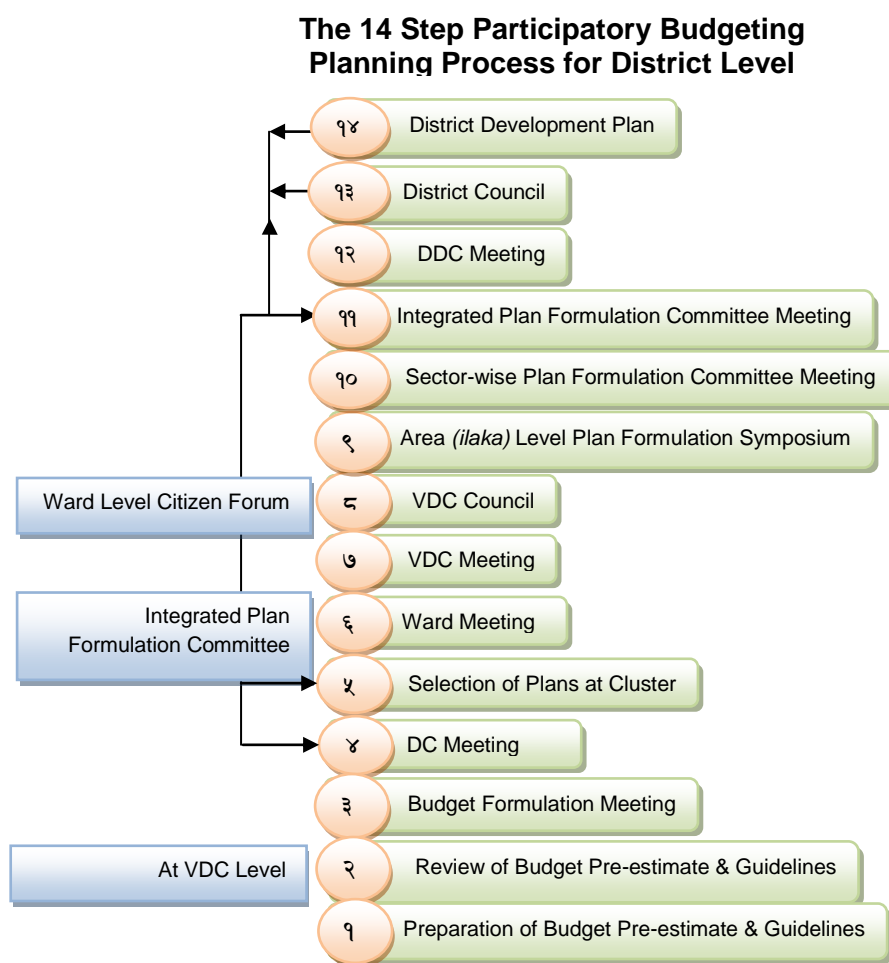 The 14 Step Participatory Budgeting
Planning Process for District Level
१४ District Development Plan
१३ District Council
१२ DDC Meeting
११ Integrated Plan Formulation Committee Meeting
१० Sector-wise Plan Formulation Committee Meeting
९ Area (ilaka) Level Plan Formulation Symposium
Ward Level Citizen Forum
८ VDC Council
७ VDC Meeting
Integrated Plan
Formulation Committee
६ Ward Meeting
५ Selection of Plans at Cluster
४ DC Meeting
३ Budget Formulation Meeting
At VDC Level
२ Review of Budget Pre-estimate & Guidelines
१ Preparation of Budget Pre-estimate & Guidelines